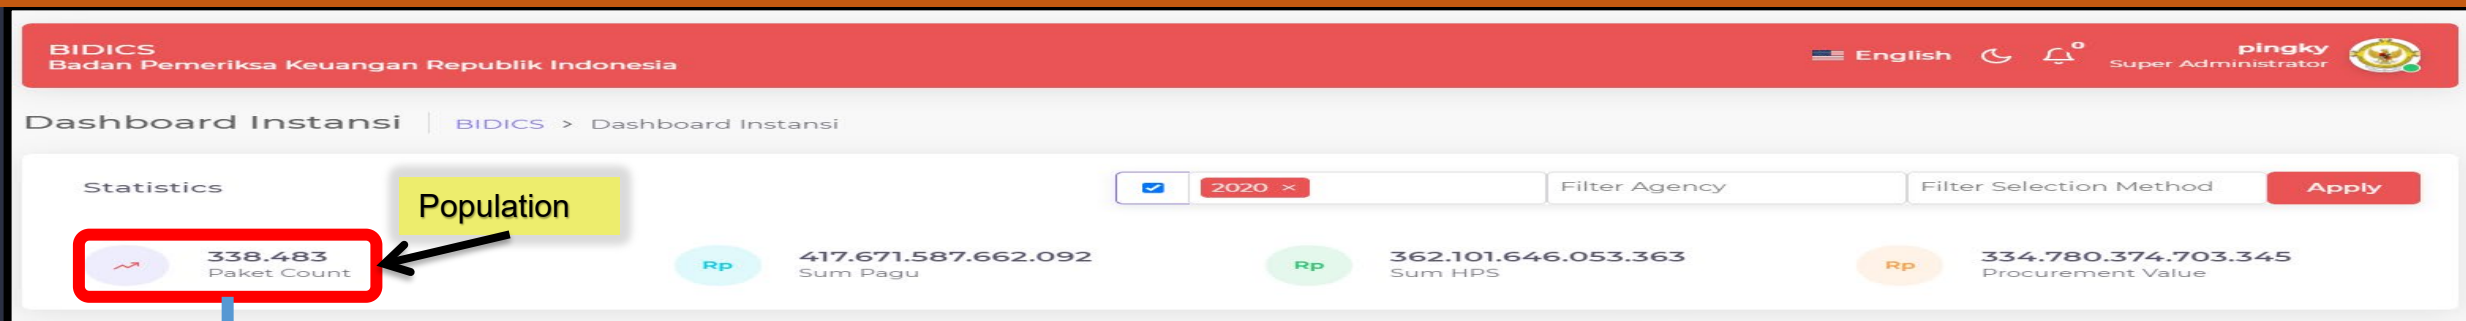 BIDICS
Badan Pemeriksa Keuangan Republik Indonesia
English
0
pingky
Super Administrator
Dashboard Instansi
BIDICS > Dashboard Instansi
Statistics
2020 ×
Filter Agency
Filter Selection Method
Apply
Population
338.483
Paket Count
Rp
417.671.587.662.092
Sum Pagu
Rp
362.101.646.053.363
Sum HPS
Rp
334.780.374.703.345
Procurement Value